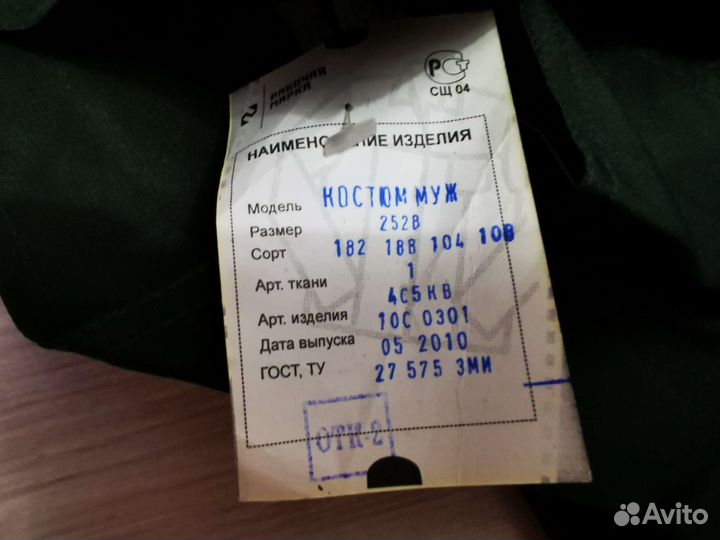 РАБОЧАЯ
МАРКА
РСТ
СЩ 04
НАИМЕНОВАНИЕ ИЗДЕЛИЯ
Модель КОСТЮМ МУЖ
Размер 252В
Сорт 182 188 104 108
Арт. ткани 1
4С5КВ
Арт. изделия 10С 0301
Дата выпуска 05 2010
ГОСТ, ТУ 27 575 ЗМИ
ОТК-2
Avito